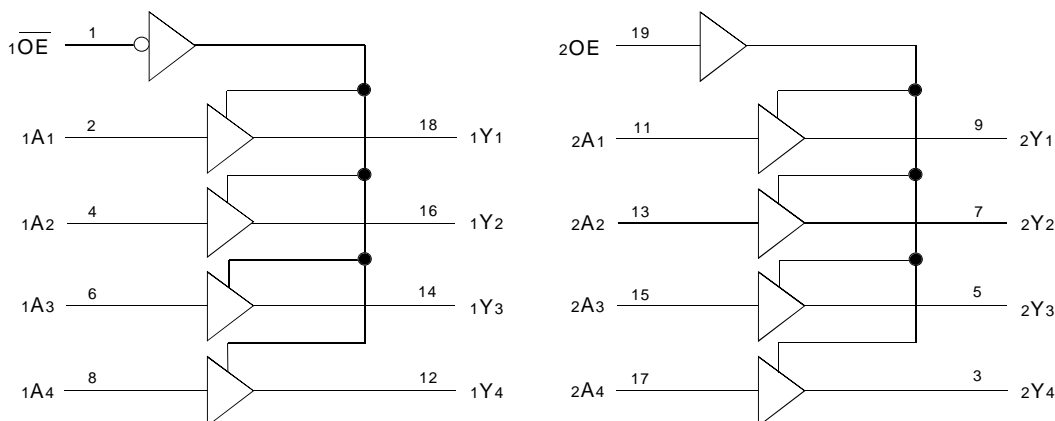 1OE 1 2OE 19
1A1 2 18 1Y1 2A1 11 9 2Y1
1A2 4 16 1Y2 2A2 13 7 2Y2
1A3 6 14 1Y3 2A3 15 5 2Y3
1A4 8 12 1Y4 2A4 17 3 2Y4